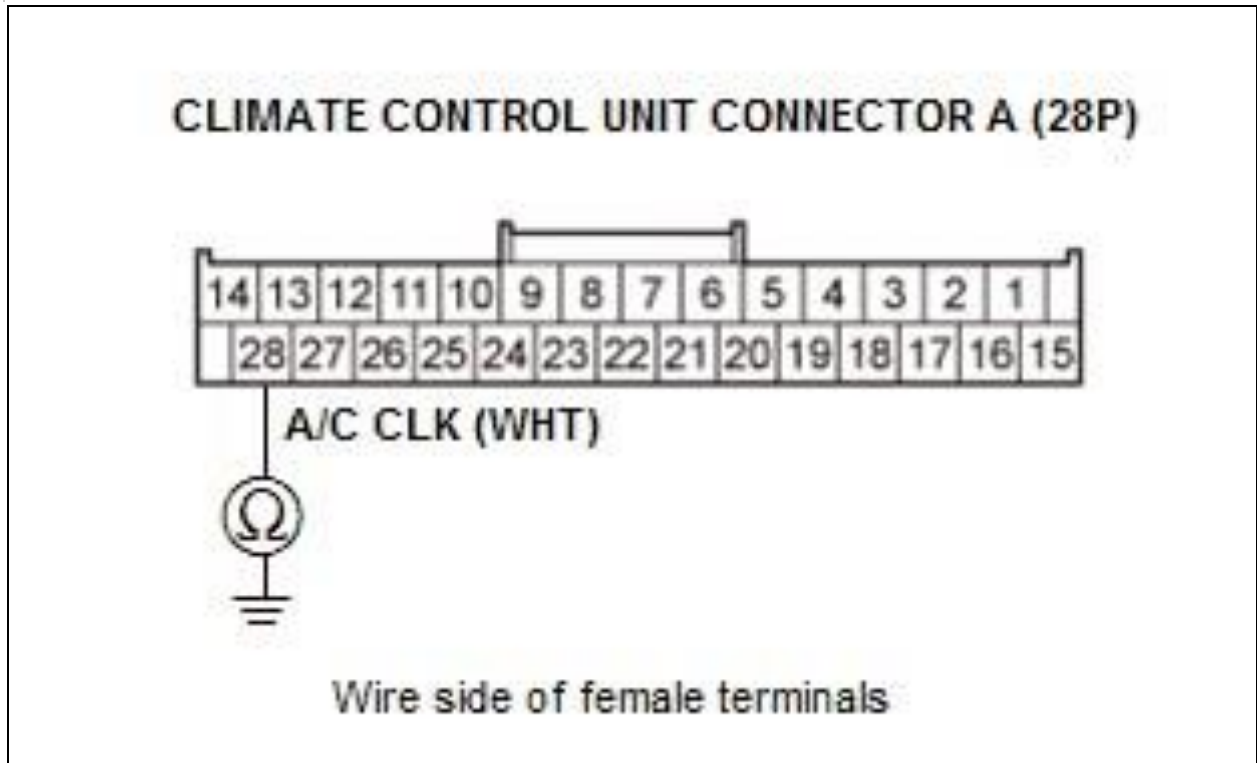 CLIMATE CONTROL UNIT CONNECTOR A (28P)
14 13 12 11 10 9 8 7 6 5 4 3 2 1
28 27 26 25 24 23 22 21 20 19 18 17 16 15
A/C CLK (WHT)
Ω
Wire side of female terminals